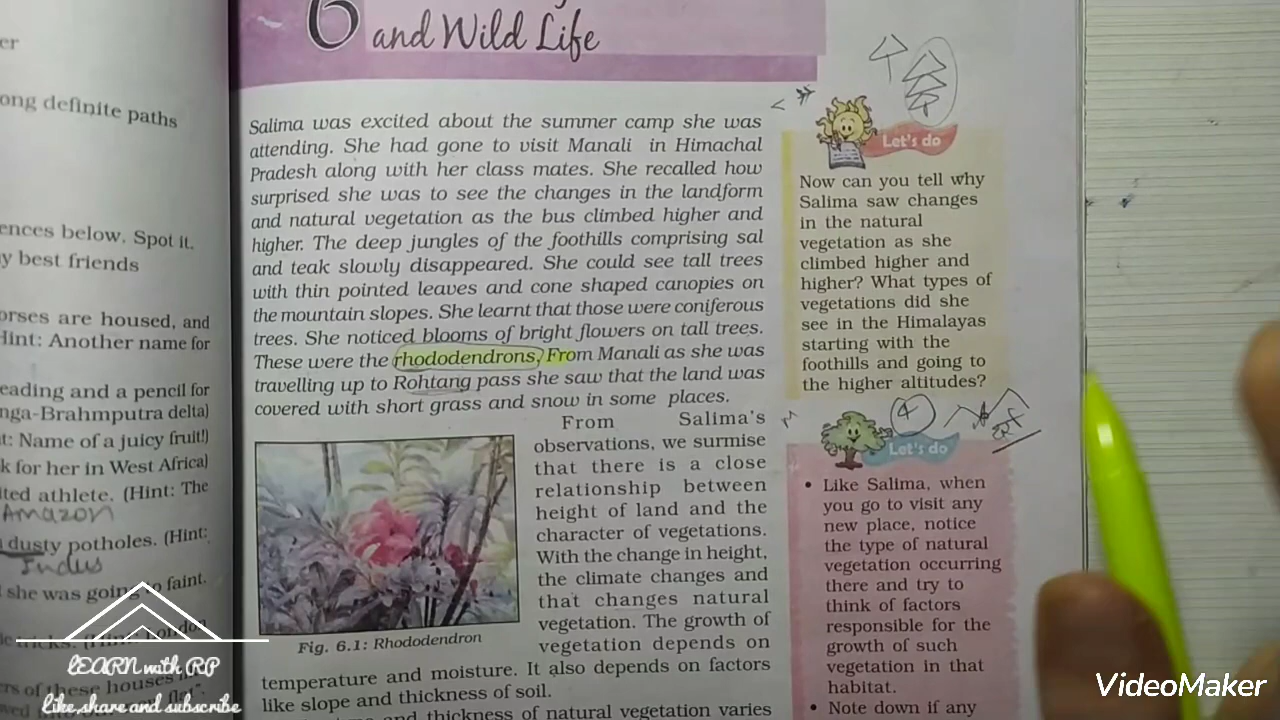 er
ong definite paths
ences below. Spot it.
y best friends
orses are housed, and
Hint: Another name for
eading and a pencil for
nga-Brahmputra delta)
t: Name of a juicy fruit!)
k for her in West Africa)
ited athlete. (Hint: The
Amazon
dusty potholes. (Hint:
Indus
she was going to faint.
London
ers of these houses
6
and Wild Life
Salima was excited about the summer camp she was
attending. She had gone to visit Manali in Himachal
Pradesh along with her class mates. She recalled how
surprised she was to see the changes in the landform
and natural vegetation as the bus climbed higher and
higher. The deep jungles of the foothills comprising sal
and teak slowly disappeared. She could see tall trees
with thin pointed leaves and cone shaped canopies on
the mountain slopes. She learnt that those were coniferous
trees. She noticed blooms of bright flowers on tall trees.
These were the rhododendrons. From Manali as she was
travelling up to Rohtang pass she saw that the land was
covered with short grass and snow in some places.
From Salima's
observations, we surmise
that there is a close
relationship between
height of land and the
character of vegetations.
With the change in height,
the climate changes and
that changes natural
vegetation. The growth of
vegetation depends on
temperature and moisture. It also depends on factors
like slope and thickness of soil.
and thickness of natural vegetation varies
Fig. 6.1: Rhododendron
Let's do
Now can you tell why
Salima saw changes
in the natural
vegetation as she
climbed higher and
higher? What types of
vegetations did she
see in the Himalayas
starting with the
foothills and going to
the higher altitudes?
4
Let's do
• Like Salima, when
you go to visit any
new place, notice
the type of natural
vegetation occurring
there and try to
think of factors
responsible for the
growth of such
vegetation in that
habitat.
• Note down if any
LEARN with RP
Like,share and subscribe
VideoMaker